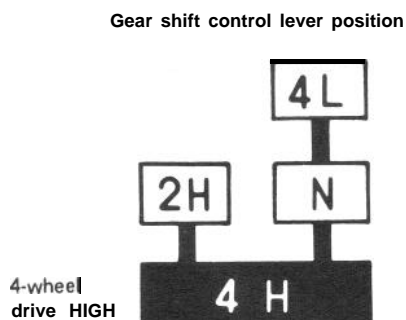 Gear shift control lever position
4L
2H N
4-wheel
drive HIGH
4 H